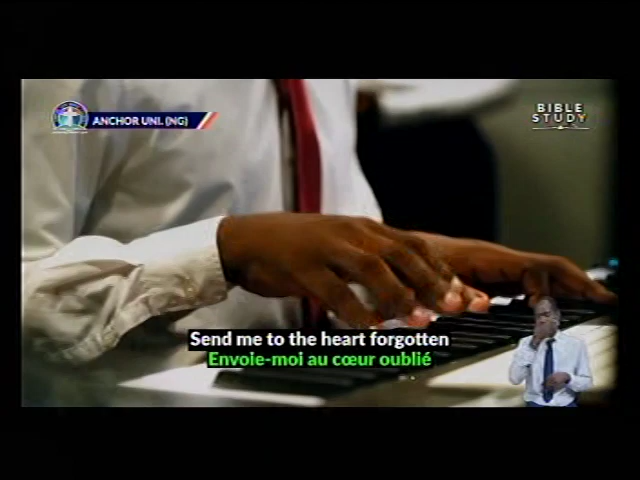 ANCHOR UNI. (NG)
BIBLE
STUDY
Send me to the heart forgotten
Envoie-moi au cœur oublié